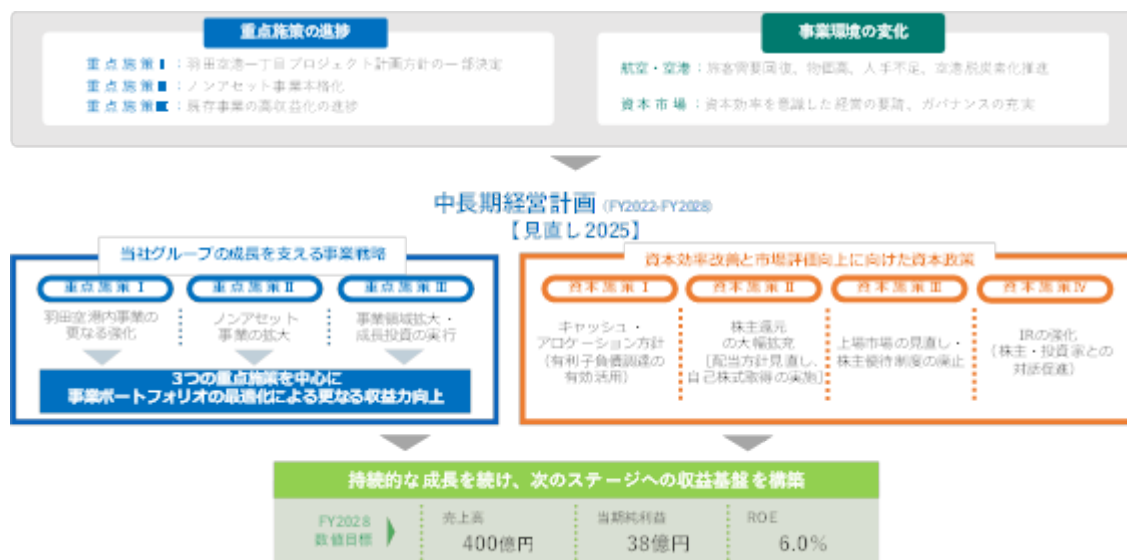 重点施策の進捗
重点施策Ⅰ：羽田空港一丁目プロジェクト計画方針の一部決定
重点施策Ⅱ：ノンアセット事業本格化
重点施策Ⅲ：既存事業の高収益化の進捗
事業環境の変化
航空・空港：旅客需要回復、物価高、人手不足、空港脱炭素化推進
資本市場：資本効率を意識した経営の要請、ガバナンスの充実
中長期経営計画（FY2022-FY2028）
【見直し2025】
当社グループの成長を支える事業戦略
重点施策Ⅰ
羽田空港内事業の
更なる強化
重点施策Ⅱ
ノンアセット
事業の拡大
重点施策Ⅲ
事業領域拡大・
成長投資の実行
3つの重点施策を中心に
事業ポートフォリオの最適化による更なる収益力向上
資本効率改善と市場評価向上に向けた資本政策
資本施策Ⅰ
キャッシュ・
アロケーション方針
（有利子負債調達の
有効活用）
資本施策Ⅱ
株主還元
の大幅拡充
［配当方針見直し、
自己株式取得の実施］
資本施策Ⅲ
上場市場の見直し・
株主優待制度の廃止
資本施策Ⅳ
IRの強化
（株主・投資家との
対話促進）
持続的な成長を続け、次のステージへの収益基盤を構築
FY2028
数値目標
売上高
400億円
当期純利益
38億円
ROE
6.0%